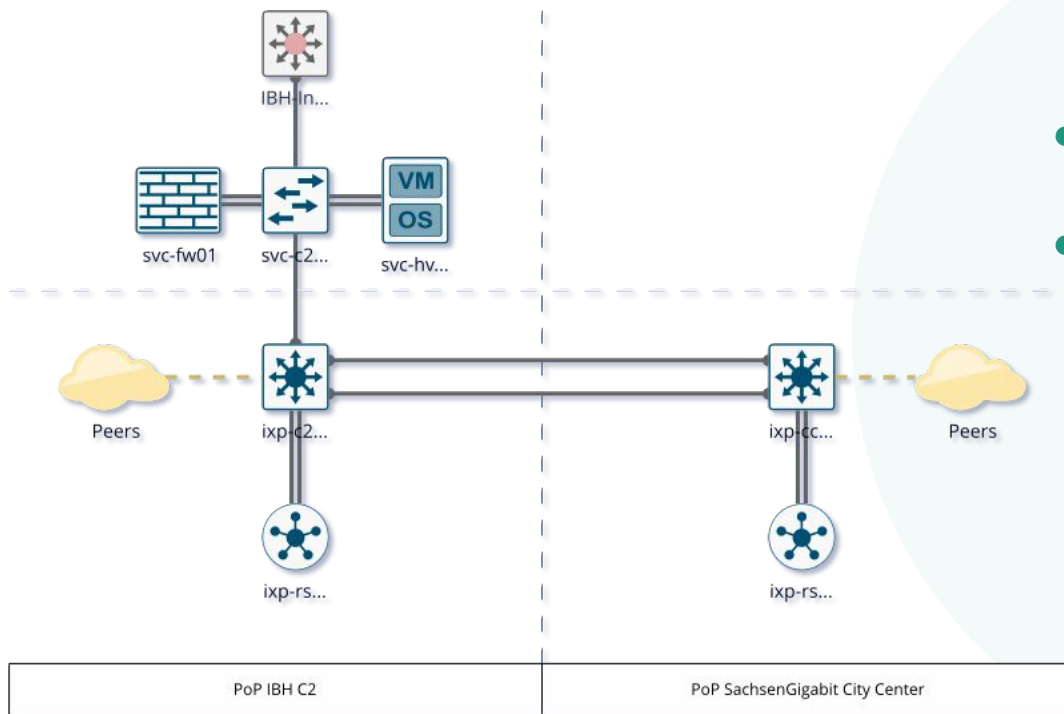 IBH-In...
VM
OS
svc-fw01
svc-c2...
svc-hv...
Peers
ixp-c2...
ixp-cc...
Peers
ixp-rs...
ixp-rs...
PoP IBH C2
PoP SachsenGigabit City Center